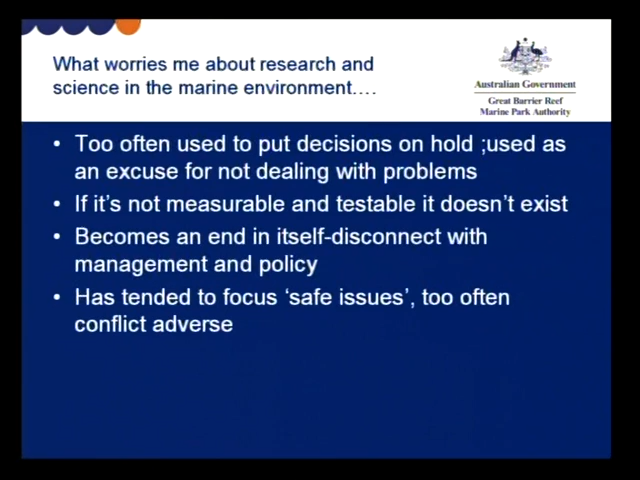 What worries me about research and
science in the marine environment….
Australian Government
Great Barrier Reef
Marine Park Authority
• Too often used to put decisions on hold ;used as
an excuse for not dealing with problems
• If it's not measurable and testable it doesn't exist
• Becomes an end in itself-disconnect with
management and policy
• Has tended to focus 'safe issues', too often
conflict adverse